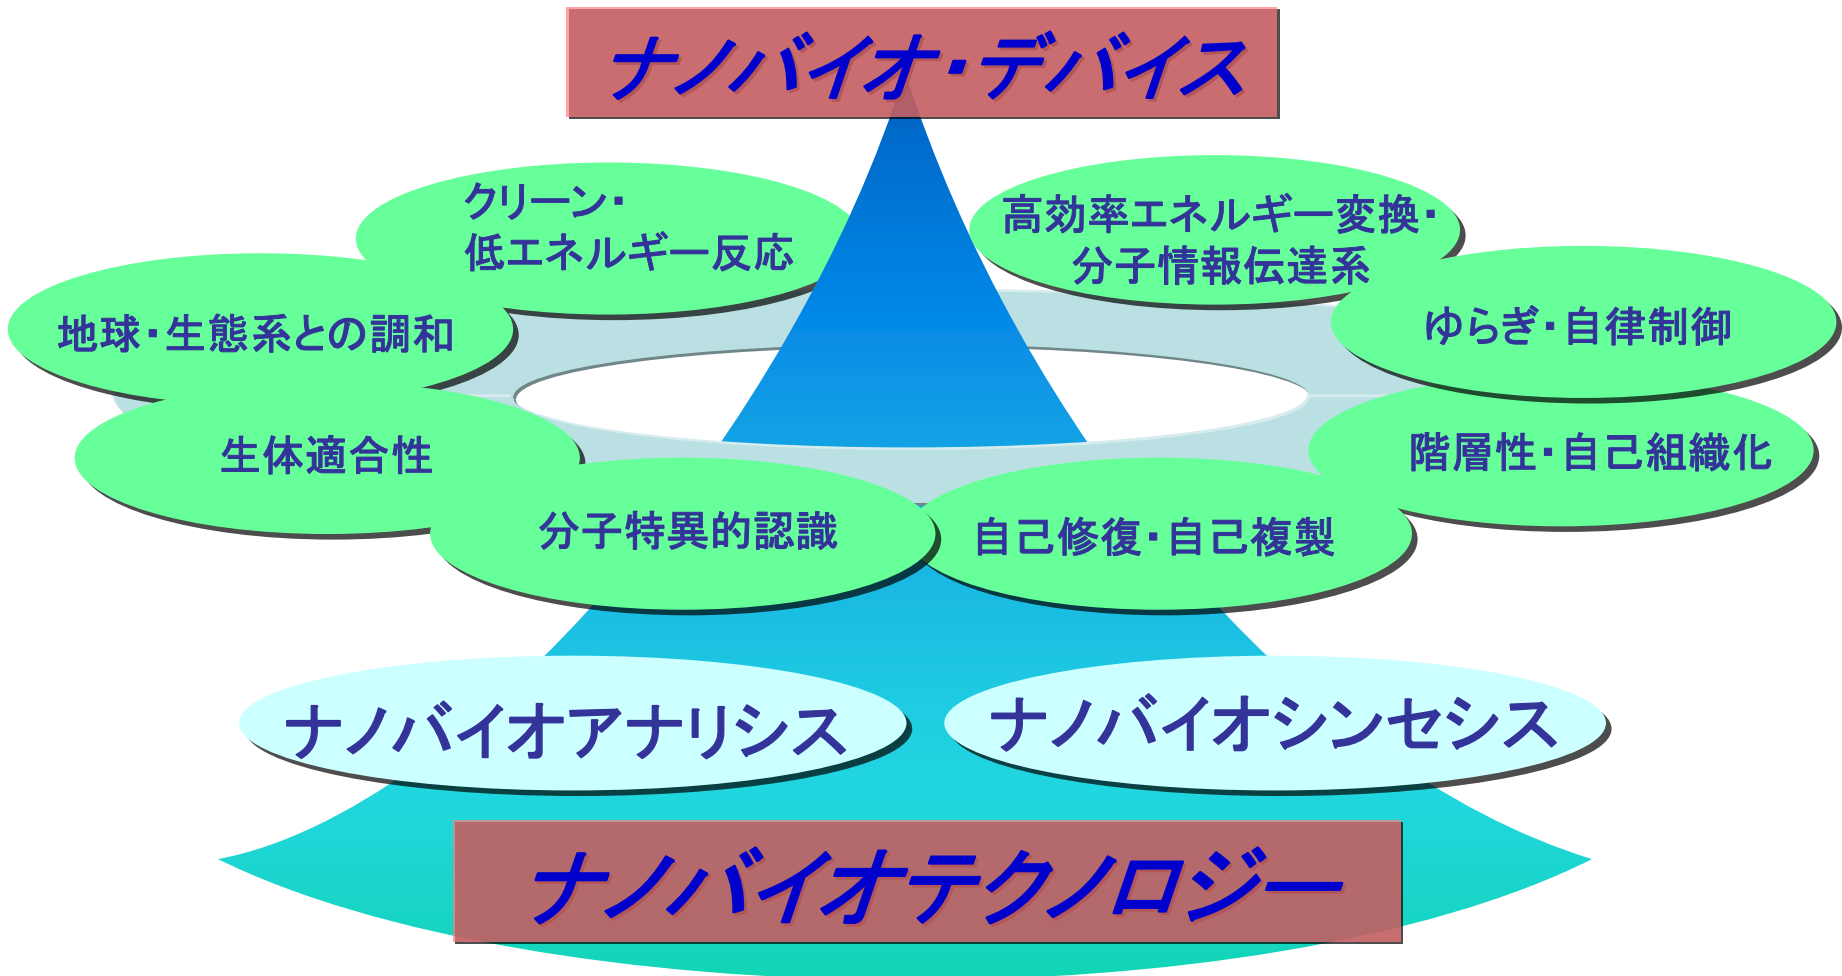 ナノバイオ・デバイス
クリーン・
低エネルギー反応
高効率エネルギー変換・
分子情報伝達系
地球・生態系との調和
ゆらぎ・自律制御
生体適合性
階層性・自己組織化
分子特異的認識
自己修復・自己複製
ナノバイオアナリシス
ナノバイオシンセシス
ナノバイオテクノロジー